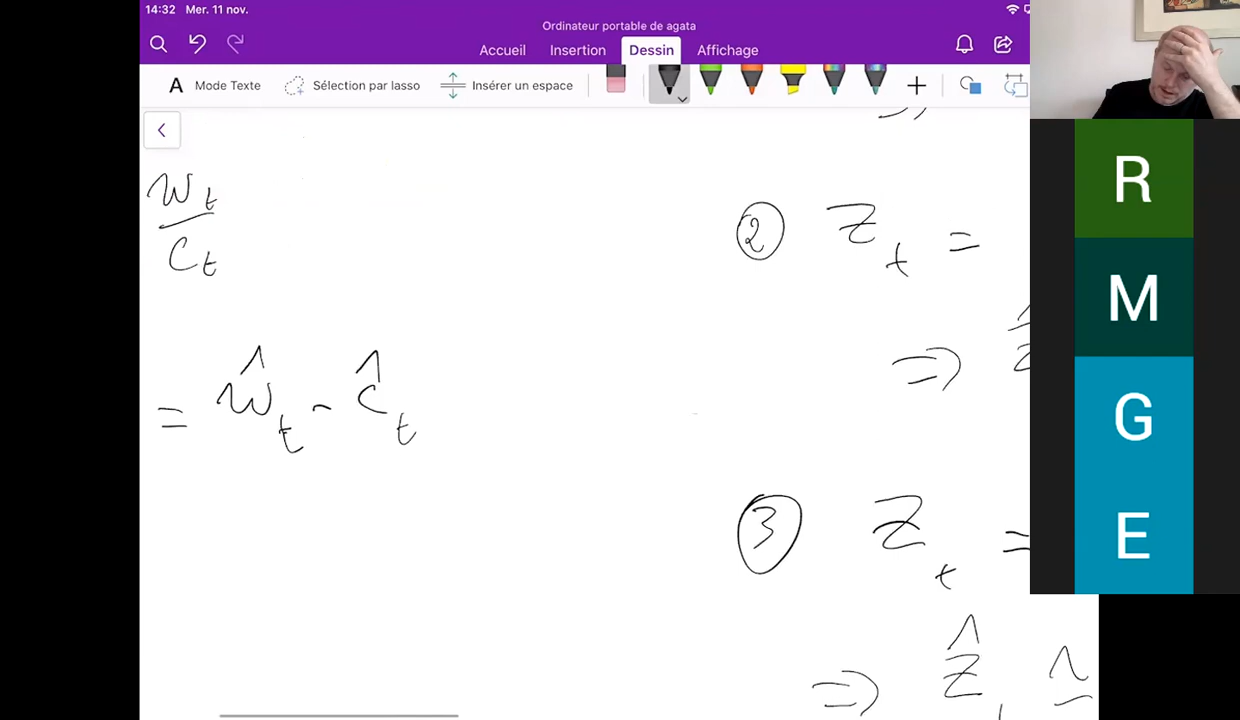 14:32 Mer. 11 nov.
Ordinateur portable de agata
Accueil Insertion Dessin Affichage
A Mode Texte Sélection par lasso Insérer un espace
⇒
w_t / c_t
② Z_t =
= ŵ_t - ĉ_t
⇒ ẑ
③ Z_t =
⇒ Ẑ
R
M
G
E